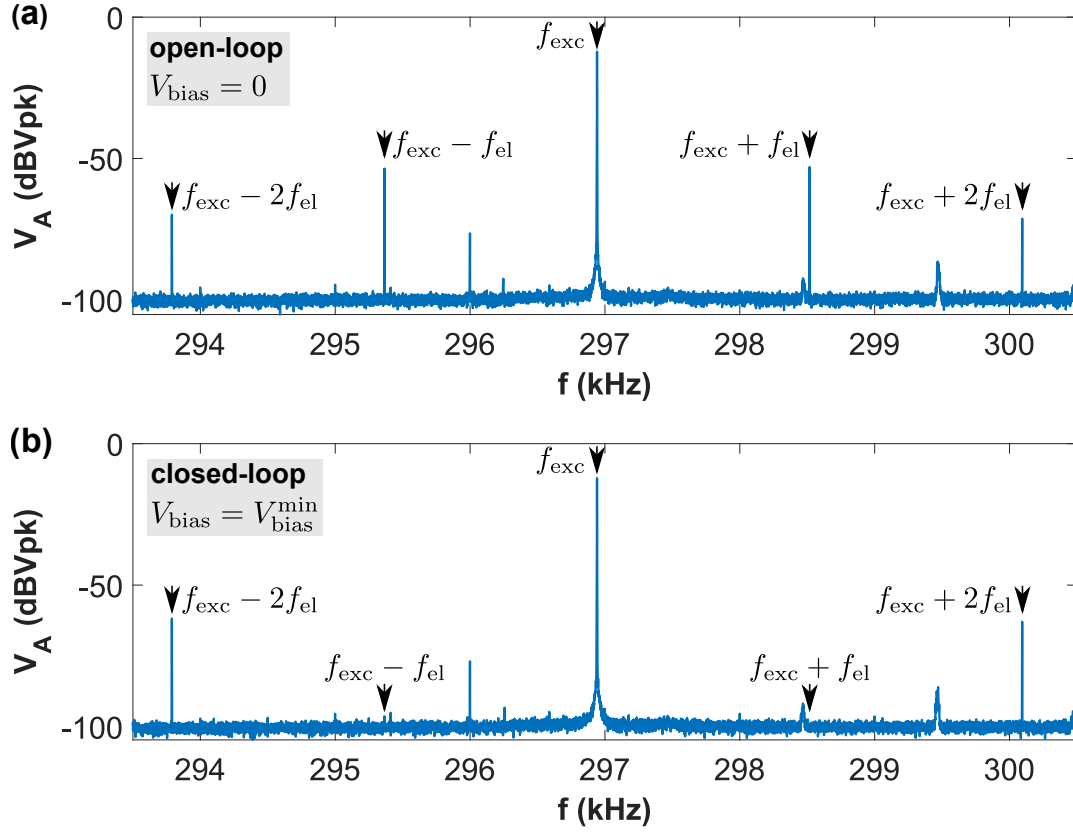 (a)
0
-50
-100
V_A (dBVpk)
open-loop
V_bias = 0
f_exc
f_exc − f_el
f_exc + f_el
f_exc − 2f_el
f_exc + 2f_el
294 295 296 297 298 299 300
f (kHz)
(b)
0
-50
-100
V_A (dBVpk)
closed-loop
V_bias = V_bias^min
f_exc
f_exc − 2f_el
f_exc + 2f_el
f_exc − f_el
f_exc + f_el
294 295 296 297 298 299 300
f (kHz)